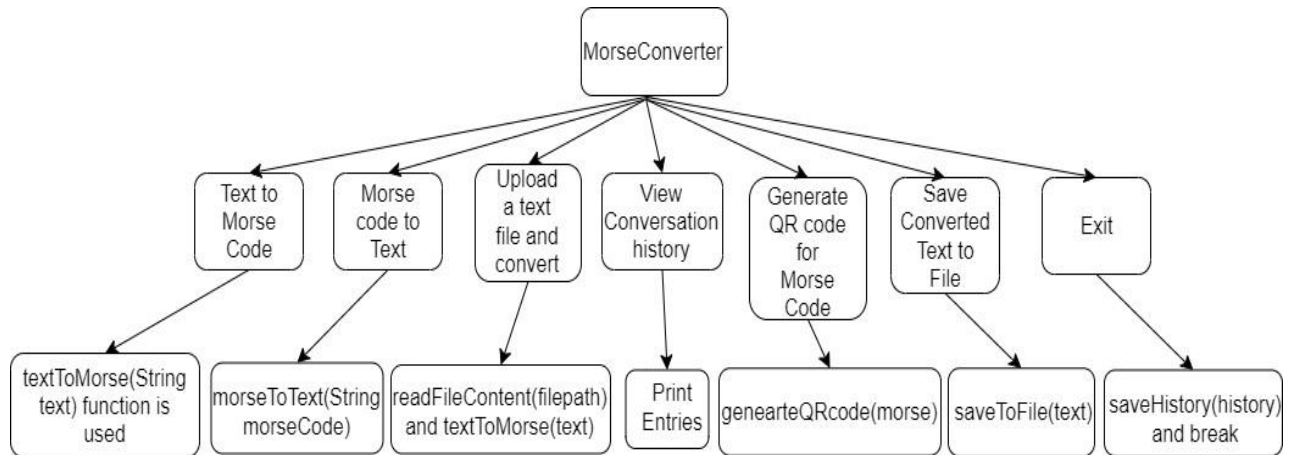 MorseConverter
Text to
Morse
Code
Morse
code to
Text
Upload
a text
file and
convert
View
Conversation
history
Generate
QR code
for
Morse
Code
Save
Converted
Text to
File
Exit
textToMorse(String
text) function is
used
morseToText(String
morseCode)
readFileContent(filepath)
and textToMorse(text)
Print
Entries
genearteQRcode(morse)
saveToFile(text)
saveHistory(history)
and break